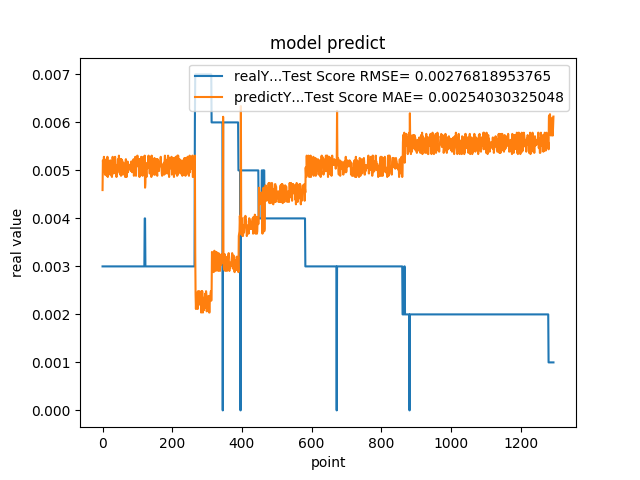 model predict
realY...Test Score RMSE= 0.00276818953765
predictY...Test Score MAE= 0.00254030325048
0.007
0.006
0.005
0.004
0.003
0.002
0.001
0.000
real value
0 200 400 600 800 1000 1200
point